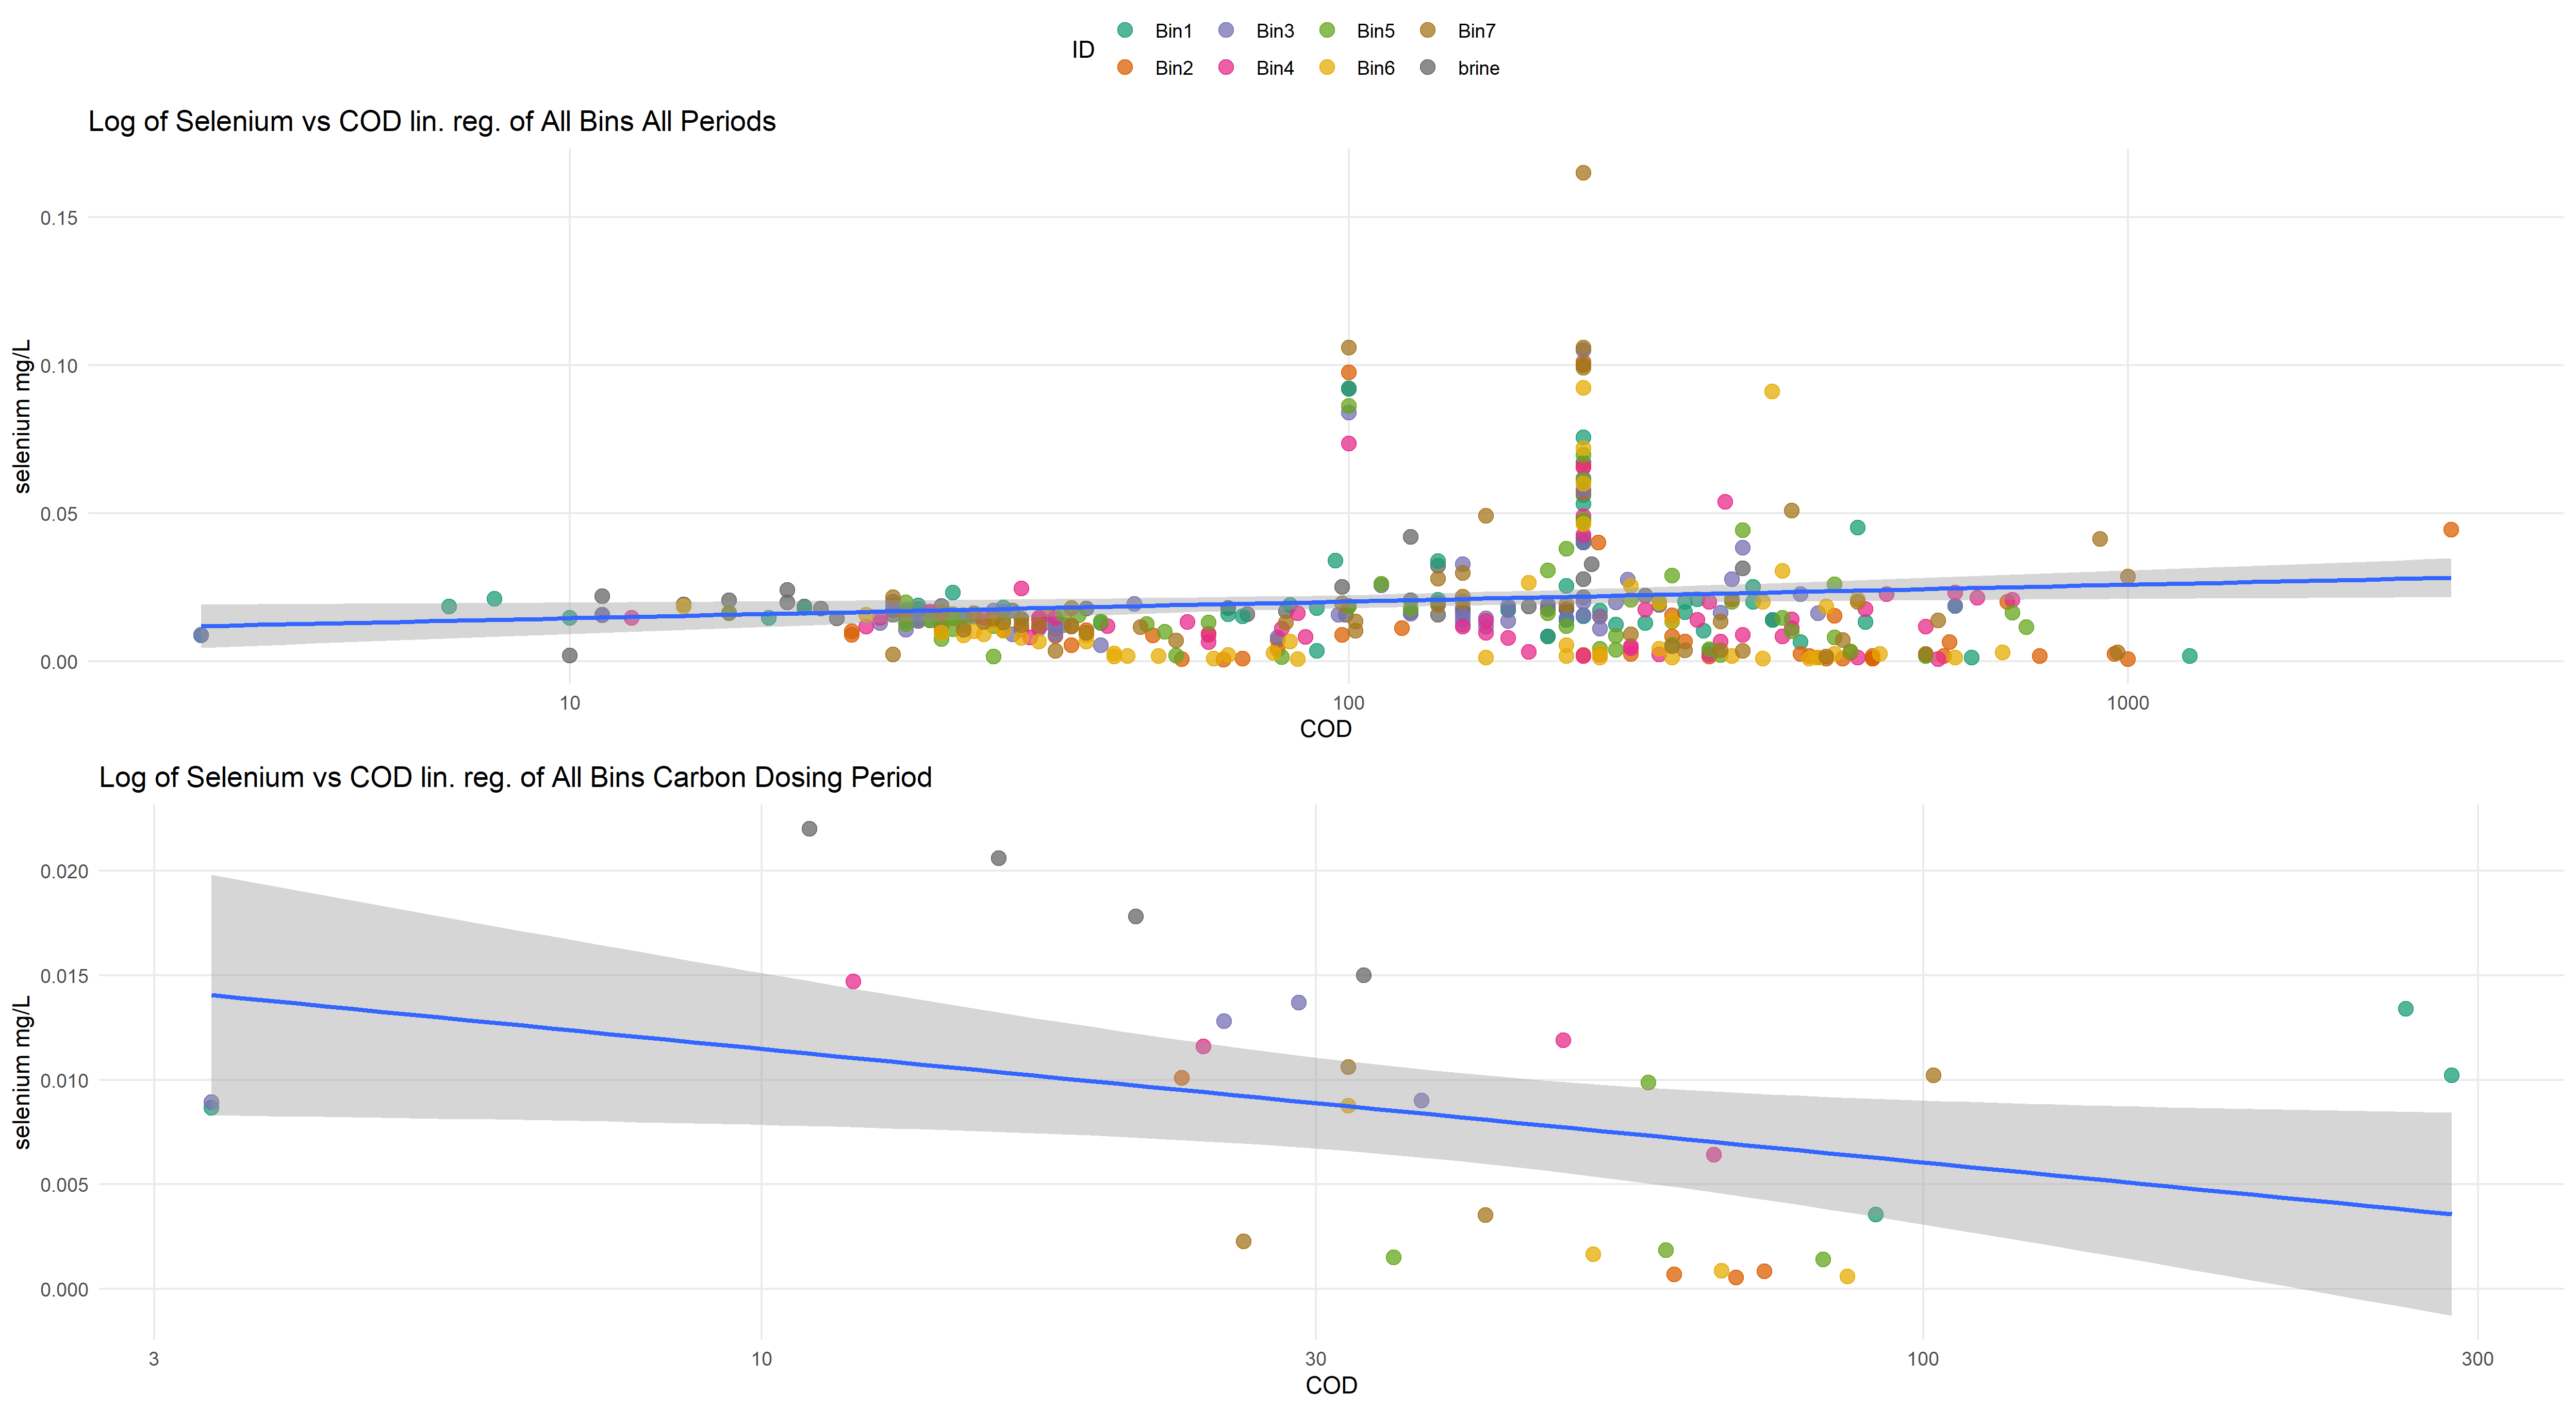 ID
Bin1 Bin3 Bin5 Bin7
Bin2 Bin4 Bin6 brine
Log of Selenium vs COD lin. reg. of All Bins All Periods
selenium mg/L
0.15
0.10
0.05
0.00
10 100 1000
COD
Log of Selenium vs COD lin. reg. of All Bins Carbon Dosing Period
selenium mg/L
0.020
0.015
0.010
0.005
0.000
3 10 30 100 300
COD